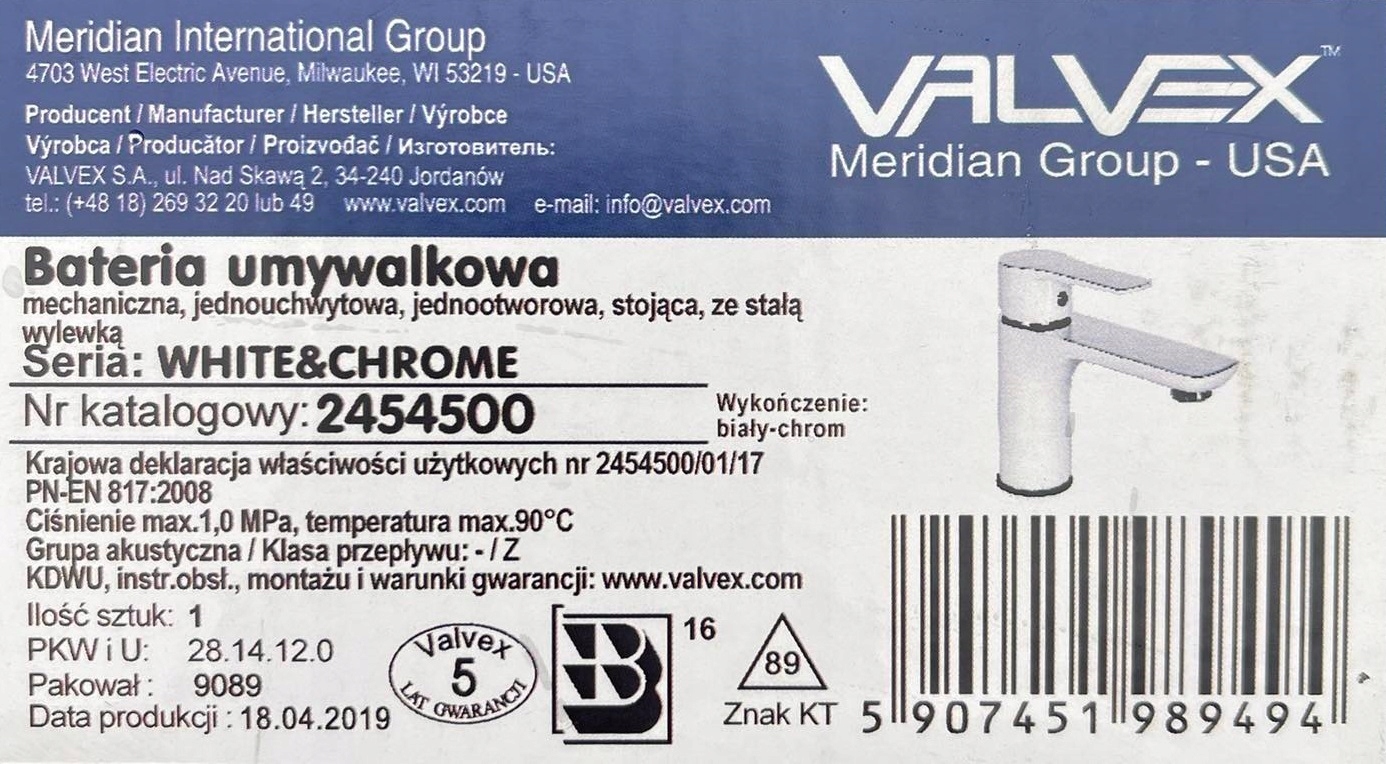 Meridian International Group
4703 West Electric Avenue, Milwaukee, WI 53219 - USA
Producent / Manufacturer / Hersteller / Výrobce
Výrobca / Producător / Proizvođač / Изготовитель:
VALVEX S.A., ul. Nad Skawą 2, 34-240 Jordanów
tel.: (+48 18) 269 32 20 lub 49 www.valvex.com e-mail: info@valvex.com
VALVEX™
Meridian Group - USA
Bateria umywalkowa
mechaniczna, jednouchwytowa, jednootworowa, stojąca, ze stałą
wylewką
Seria: WHITE&CHROME
Nr katalogowy: 2454500
Wykończenie:
biały-chrom
Krajowa deklaracja właściwości użytkowych nr 2454500/01/17
PN-EN 817:2008
Ciśnienie max.1,0 MPa, temperatura max.90°C
Grupa akustyczna / Klasa przepływu: - / Z
KDWU, instr.obsł., montażu i warunki gwarancji: www.valvex.com
Ilość sztuk: 1
PKW i U: 28.14.12.0
Pakował : 9089
Data produkcji : 18.04.2019
Valvex
5
LAT GWARANCJI
B
16
89
Znak KT
5 907451 989494